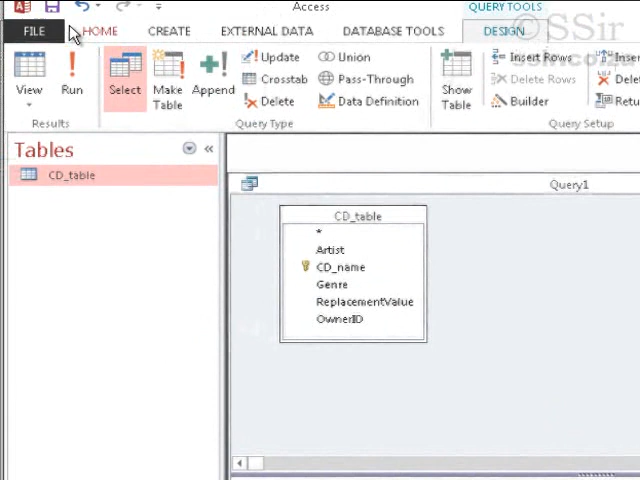 Access
QUERY TOOLS
FILE HOME CREATE EXTERNAL DATA DATABASE TOOLS DESIGN
©SSir
View
Run
Select
Make
Table
Append
Update
Crosstab
Delete
Union
Pass-Through
Data Definition
Show
Table
Insert Rows
Delete Rows
Builder
Results
Query Type
Query Setup
Tables
CD_table
Query1
CD_table
*
Artist
CD_name
Genre
ReplacementValue
OwnerID